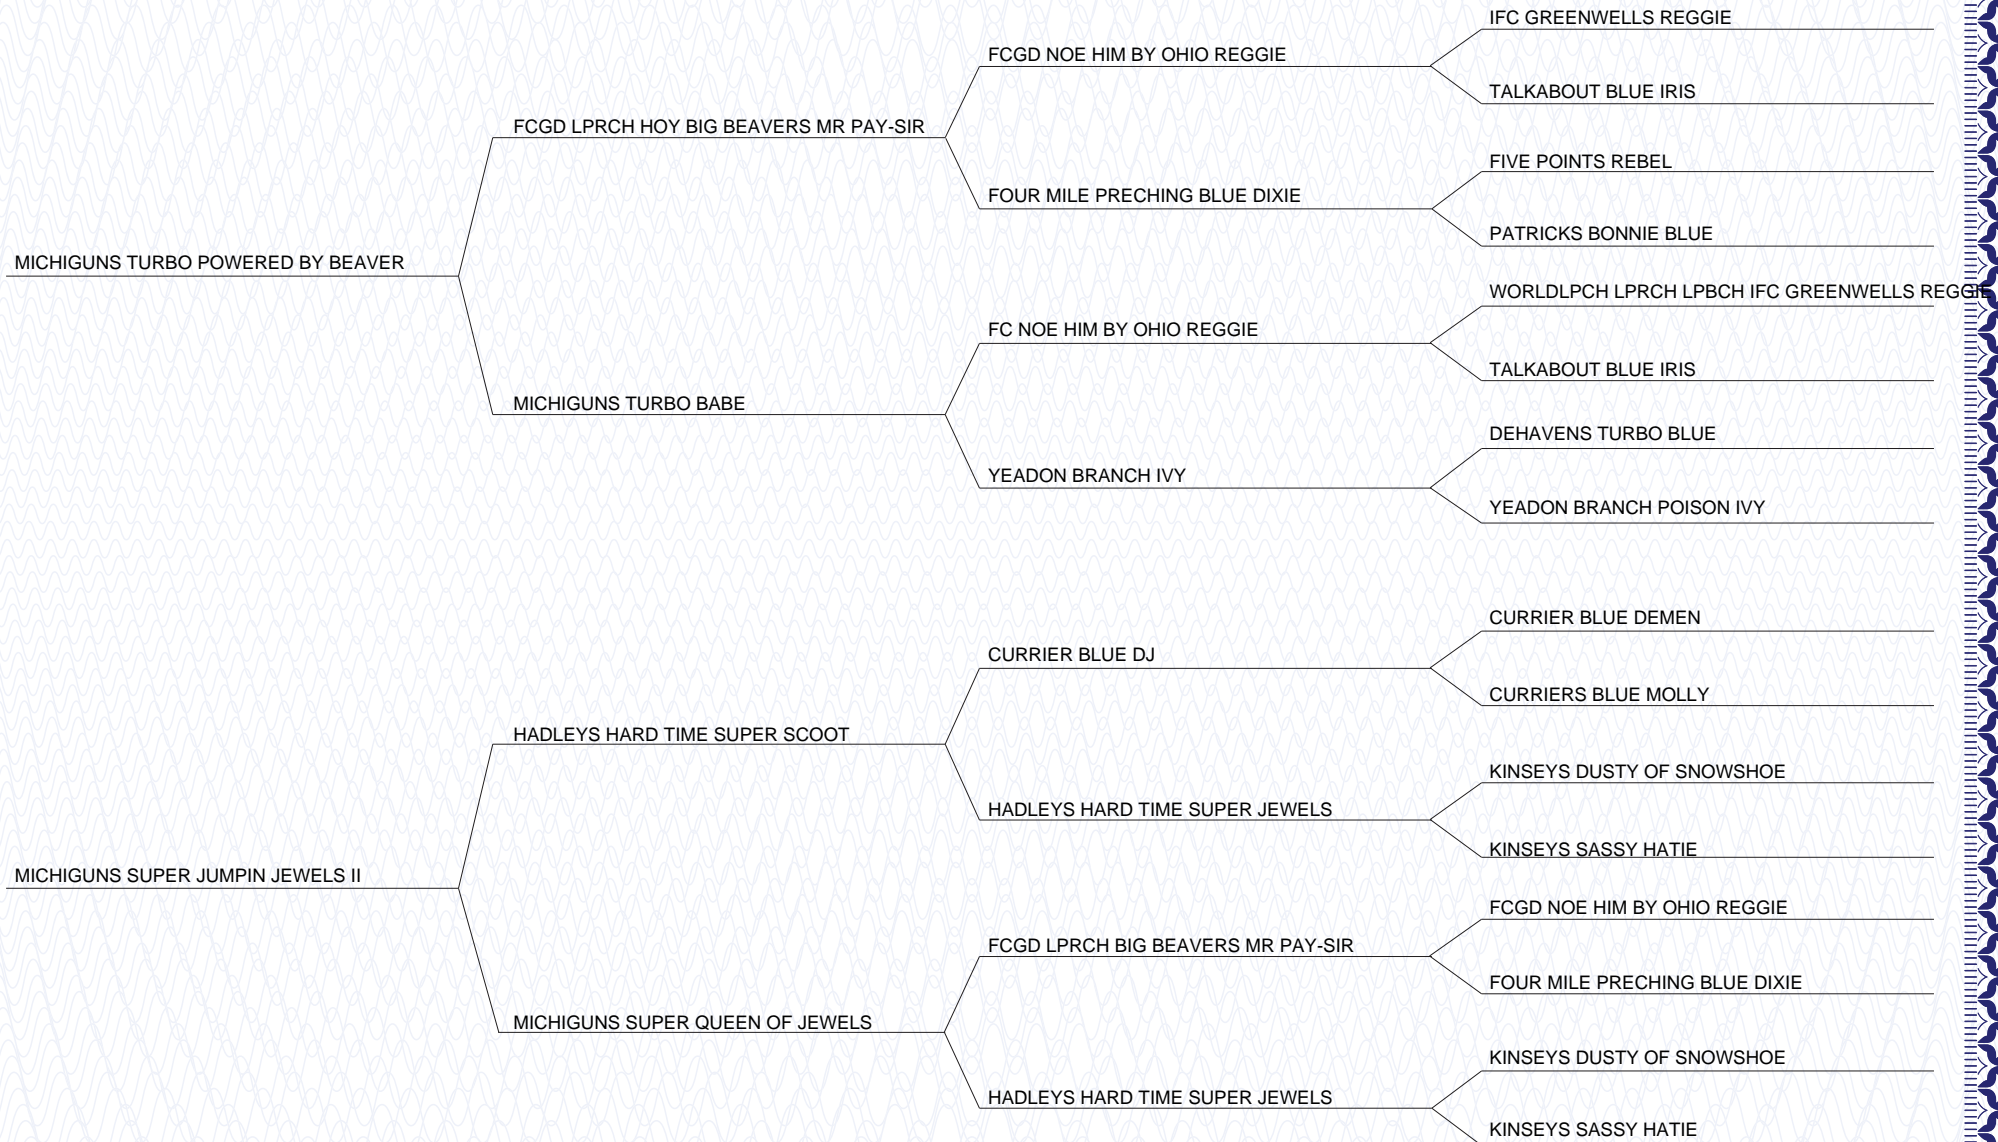 IFC GREENWELLS REGGIE
FCGD NOE HIM BY OHIO REGGIE
TALKABOUT BLUE IRIS
FCGD LPRCH HOY BIG BEAVERS MR PAY-SIR
FIVE POINTS REBEL
FOUR MILE PRECHING BLUE DIXIE
PATRICKS BONNIE BLUE
MICHIGUNS TURBO POWERED BY BEAVER
WORLDLPCH LPRCH LPBCH IFC GREENWELLS REGGIE
FC NOE HIM BY OHIO REGGIE
TALKABOUT BLUE IRIS
MICHIGUNS TURBO BABE
DEHAVENS TURBO BLUE
YEADON BRANCH IVY
YEADON BRANCH POISON IVY
CURRIER BLUE DEMEN
CURRIER BLUE DJ
CURRIERS BLUE MOLLY
HADLEYS HARD TIME SUPER SCOOT
KINSEYS DUSTY OF SNOWSHOE
HADLEYS HARD TIME SUPER JEWELS
KINSEYS SASSY HATIE
MICHIGUNS SUPER JUMPIN JEWELS II
FCGD NOE HIM BY OHIO REGGIE
FCGD LPRCH BIG BEAVERS MR PAY-SIR
FOUR MILE PRECHING BLUE DIXIE
MICHIGUNS SUPER QUEEN OF JEWELS
KINSEYS DUSTY OF SNOWSHOE
HADLEYS HARD TIME SUPER JEWELS
KINSEYS SASSY HATIE